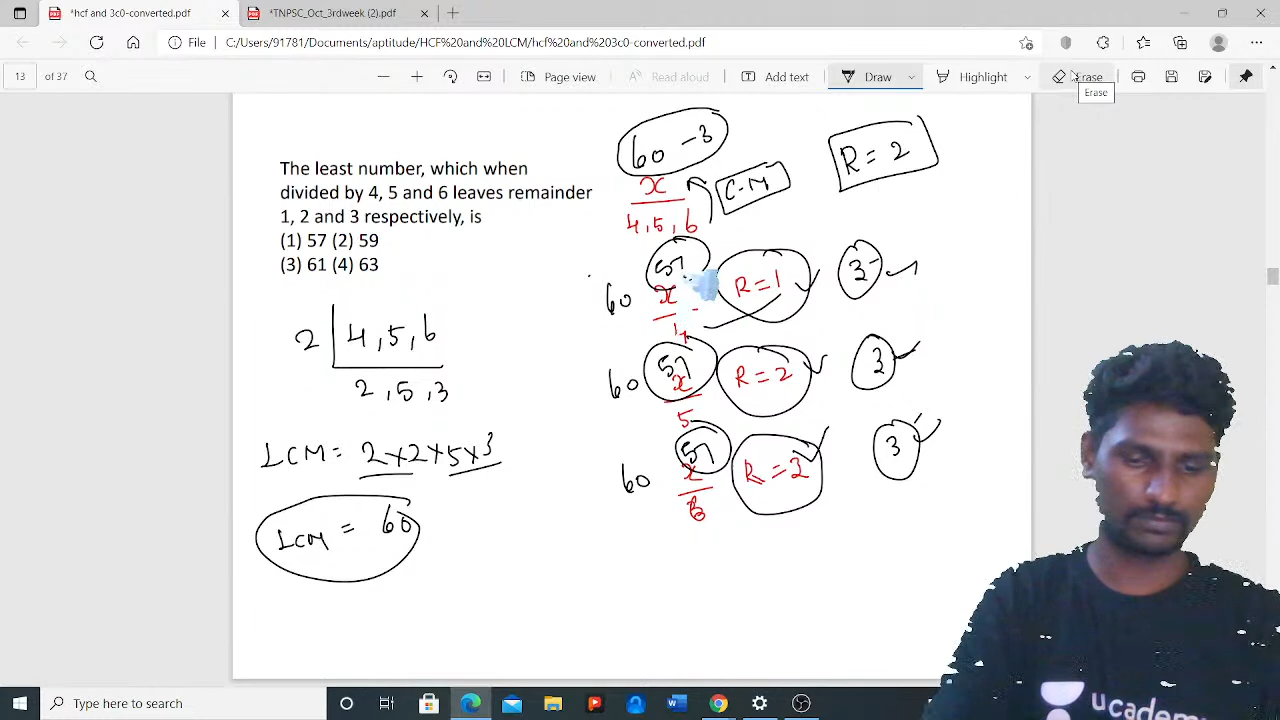 *hcf and 3c0-converted.pdf
*TNPSC_Oct_3rdweek (2).pdf
File
C:/Users/91781/Documents/aptitude/HCF%20and%20LCM/hcf%20and%203c0-converted.pdf
13 of 37
Page view
Read aloud
Add text
Draw
Highlight
Erase
Erase
The least number, which when
divided by 4, 5 and 6 leaves remainder
1, 2 and 3 respectively, is
(1) 57 (2) 59
(3) 61 (4) 63
2 4, 5, 6
2, 5, 3
LCM = 2×2×5×3
LCM = 60
60 - 3
x
4, 5, 6
R = 2
60 57 x R = 1 3
4
60 57 x R = 2 3
5
60 57 x 3
6
ucadem
Type here to search